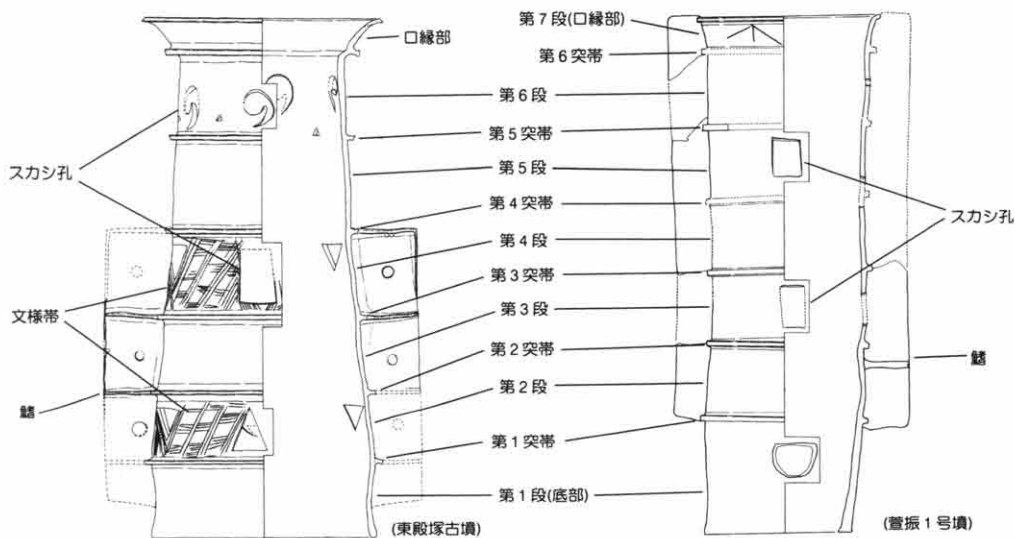 口縁部
第7段(口縁部)
第6突帯
第6段
第5突帯
第5段
第4突帯
第4段
第3突帯
第3段
第2突帯
第2段
第1突帯
第1段(底部)
スカシ孔
文様帯
鰭
スカシ孔
鰭
(東殿塚古墳)
(萱振1号墳)